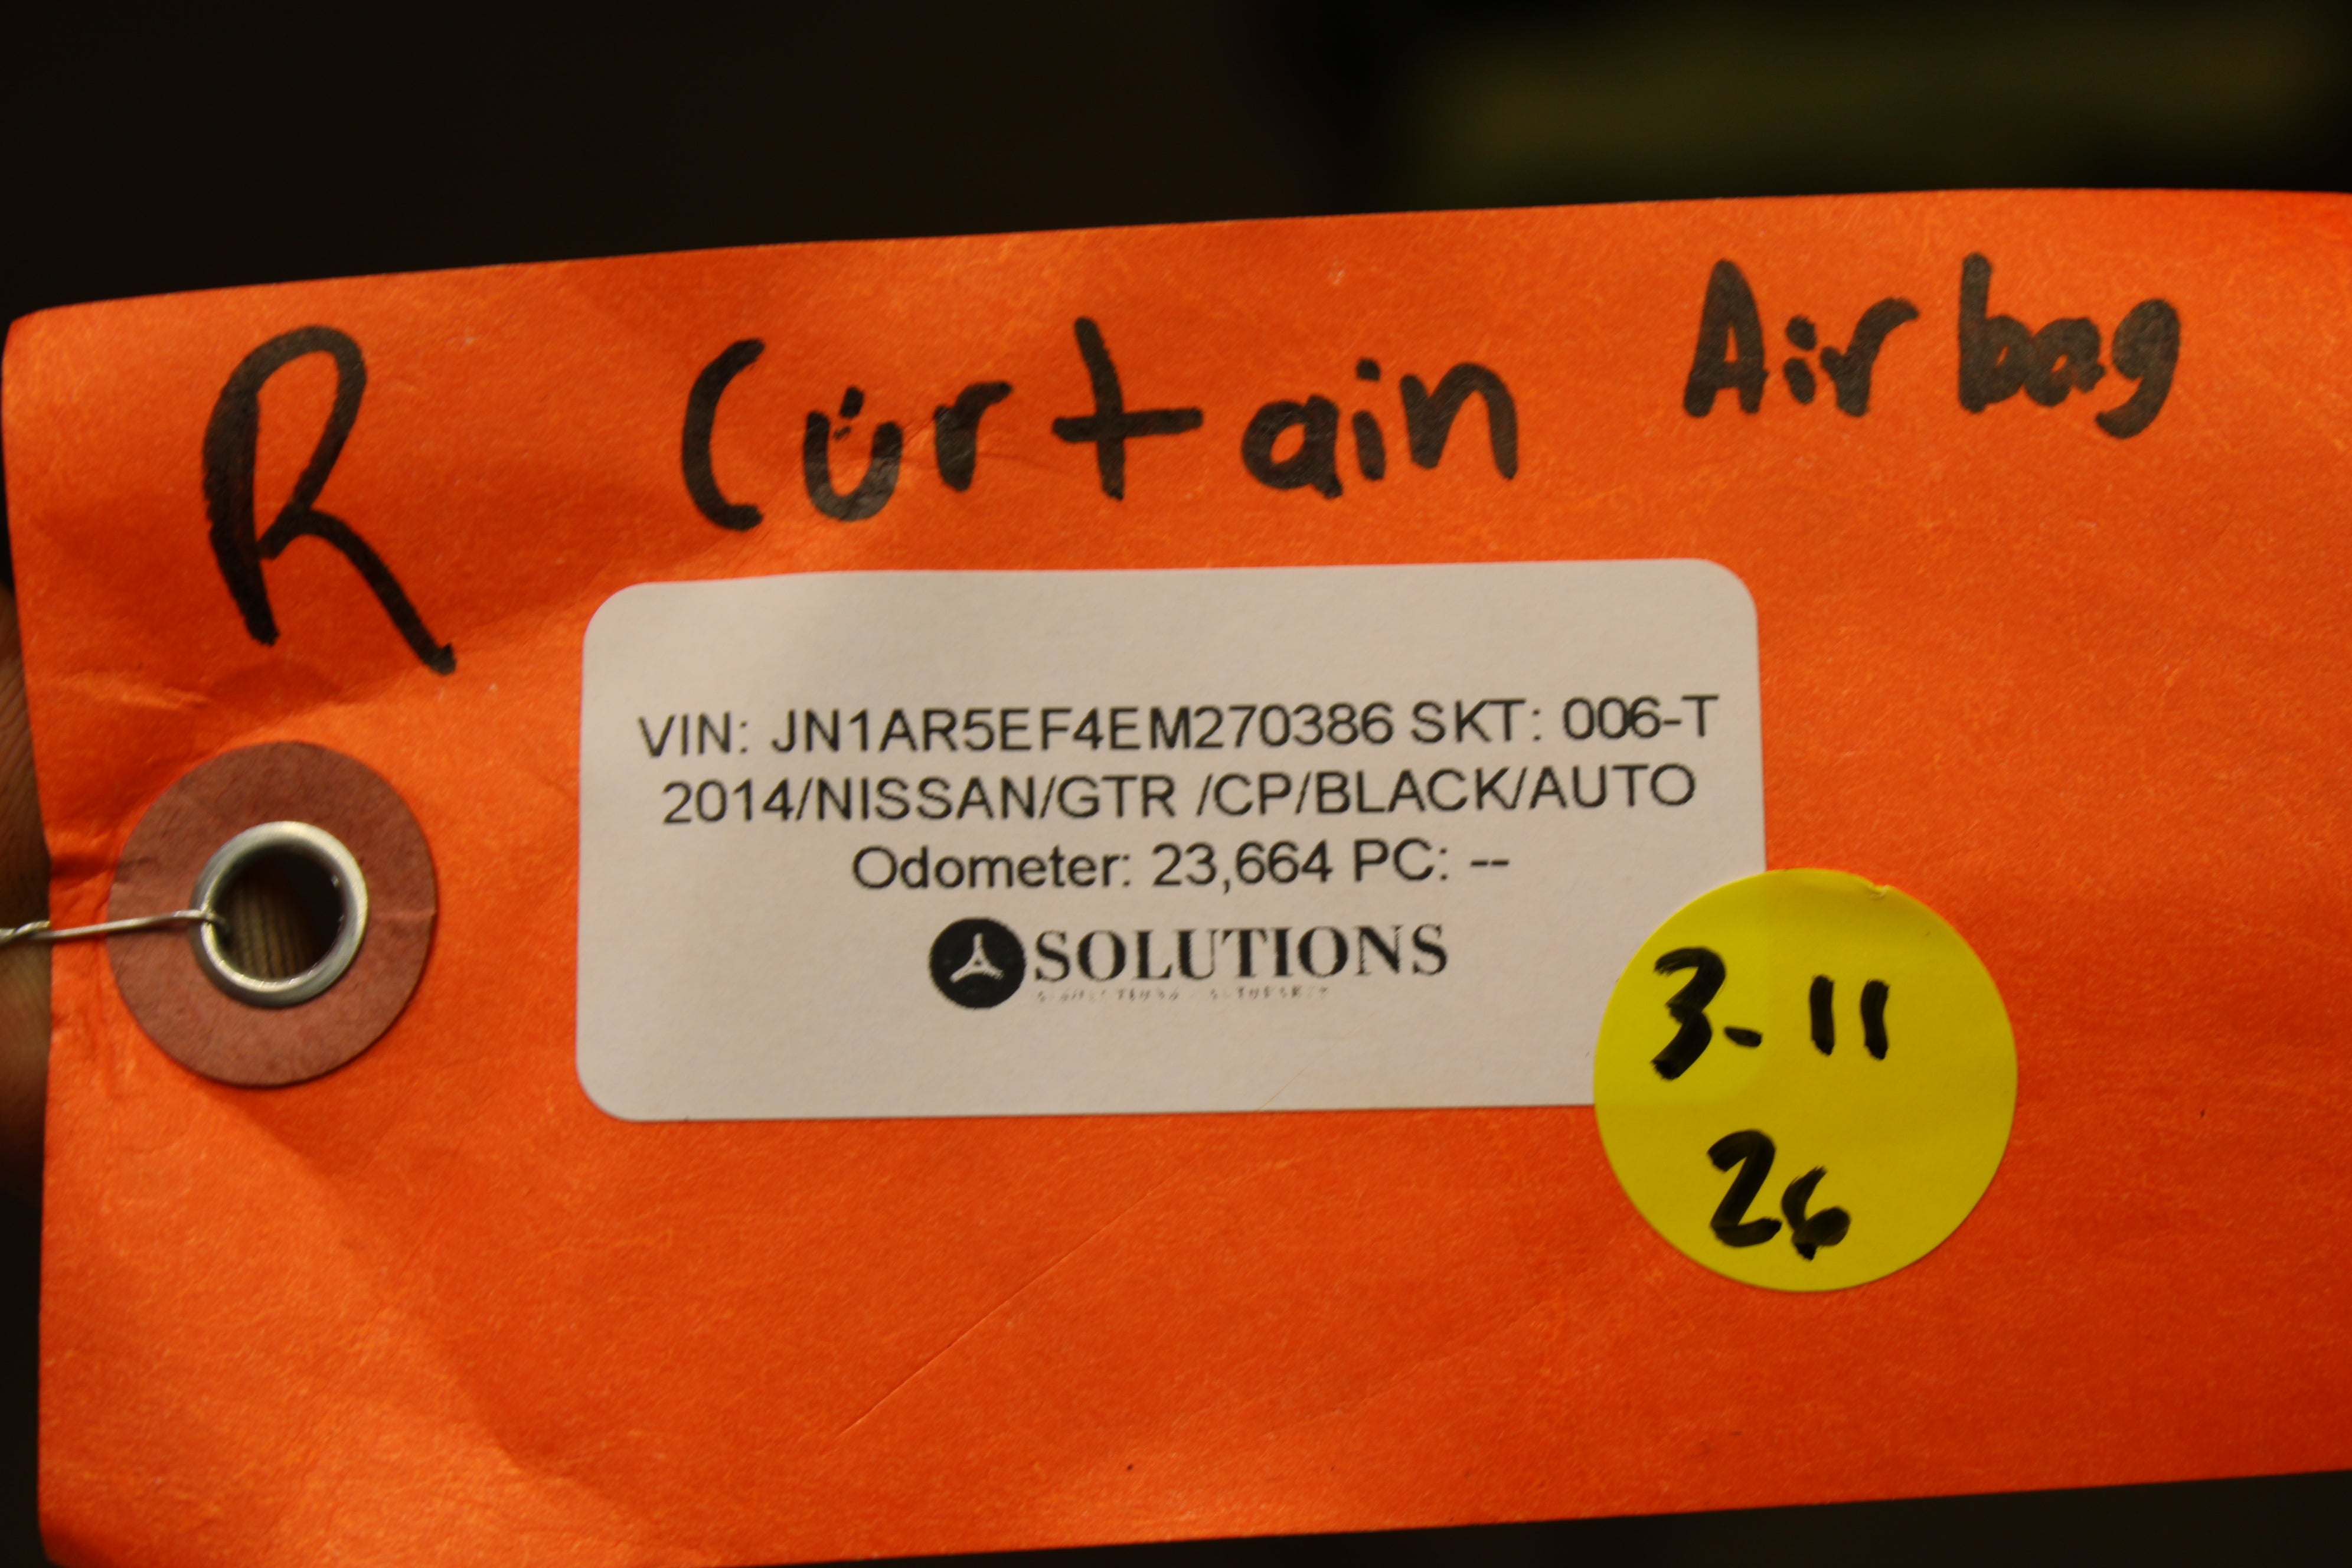 R Curtain Airbag
VIN: JN1AR5EF4EM270386 SKT: 006-T
2014/NISSAN/GTR /CP/BLACK/AUTO
Odometer: 23,664 PC: --
SOLUTIONS
3-11
26